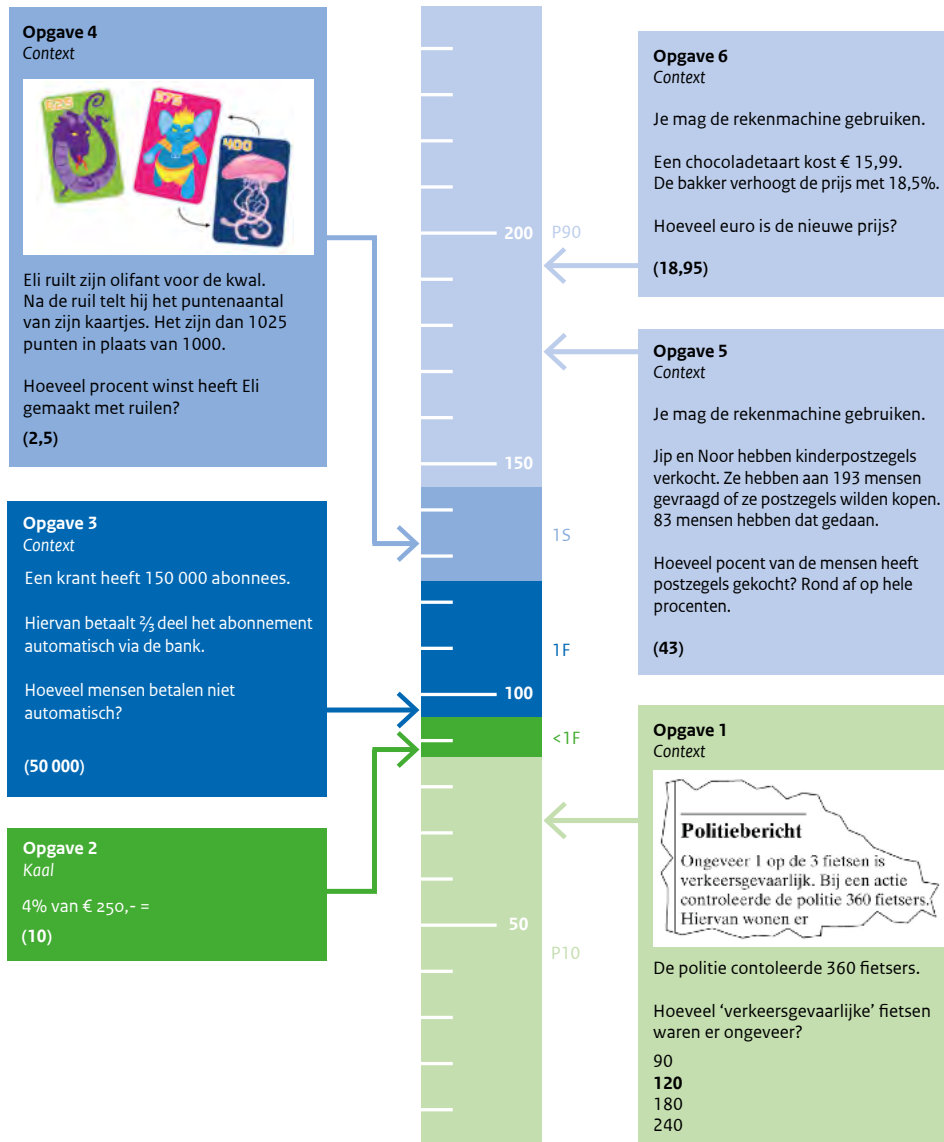 Opgave 4
Context
225
575
400
Eli ruilt zijn olifant voor de kwal.
Na de ruil telt hij het puntenaantal
van zijn kaartjes. Het zijn dan 1025
punten in plaats van 1000.
Hoeveel procent winst heeft Eli
gemaakt met ruilen?
(2,5)
Opgave 3
Context
Een krant heeft 150 000 abonnees.
Hiervan betaalt ⅔ deel het abonnement
automatisch via de bank.
Hoeveel mensen betalen niet
automatisch?
(50 000)
Opgave 2
Kaal
4% van € 250,- =
(10)
200 P90
150
1S
1F
100
<1F
50
P10
Opgave 6
Context
Je mag de rekenmachine gebruiken.
Een chocoladetaart kost € 15,99.
De bakker verhoogt de prijs met 18,5%.
Hoeveel euro is de nieuwe prijs?
(18,95)
Opgave 5
Context
Je mag de rekenmachine gebruiken.
Jip en Noor hebben kinderpostzegels
verkocht. Ze hebben aan 193 mensen
gevraagd of ze postzegels wilden kopen.
83 mensen hebben dat gedaan.
Hoeveel pocent van de mensen heeft
postzegels gekocht? Rond af op hele
procenten.
(43)
Opgave 1
Context
Politiebericht
Ongeveer 1 op de 3 fietsen is
verkeersgevaarlijk. Bij een actie
controleerde de politie 360 fietsers.
Hiervan wonen er
De politie contoleerde 360 fietsers.
Hoeveel ‘verkeersgevaarlijke’ fietsen
waren er ongeveer?
90
120
180
240